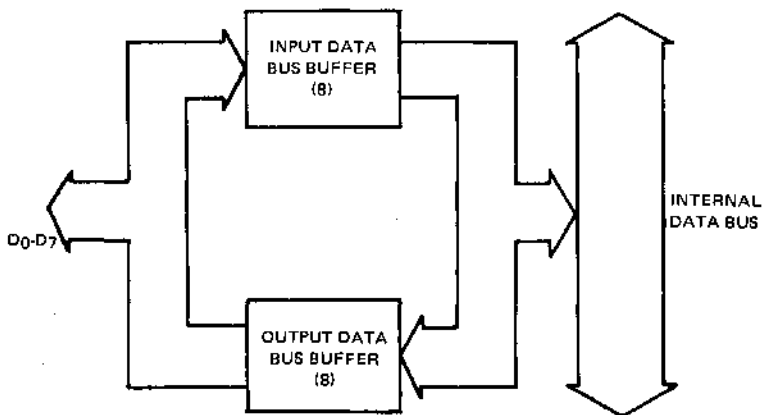 INPUT DATA
BUS BUFFER
(8)
D0-D7
INTERNAL
DATA BUS
OUTPUT DATA
BUS BUFFER
(8)